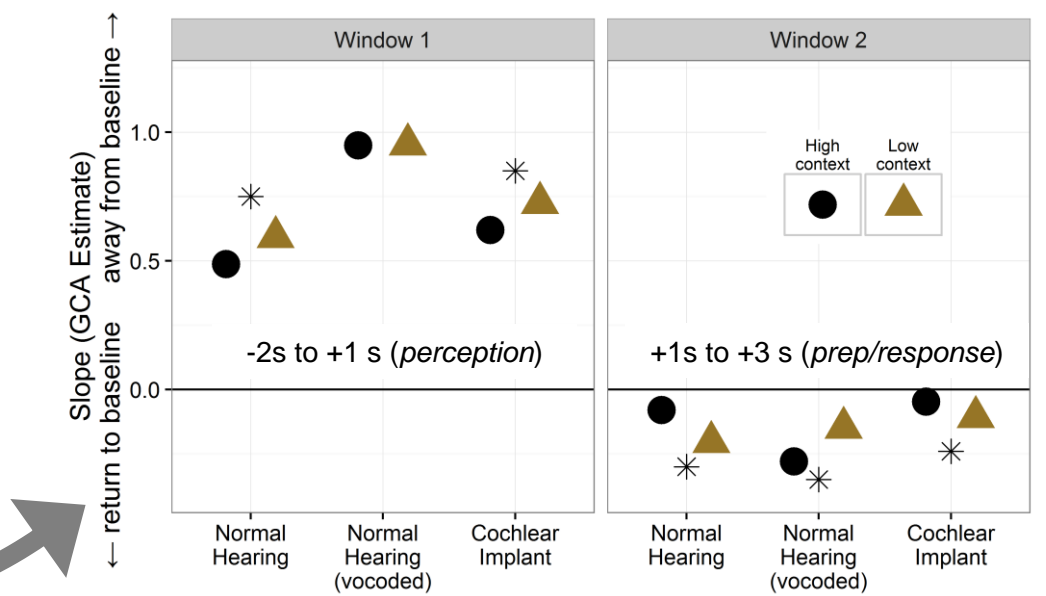 Slope (GCA Estimate)
← return to baseline     away from baseline →
Window 1
Window 2
1.0
0.5
0.0
High
context
Low
context
-2s to +1 s (perception)
+1s to +3 s (prep/response)
Normal
Hearing
Normal
Hearing
(vocoded)
Cochlear
Implant
Normal
Hearing
Normal
Hearing
(vocoded)
Cochlear
Implant